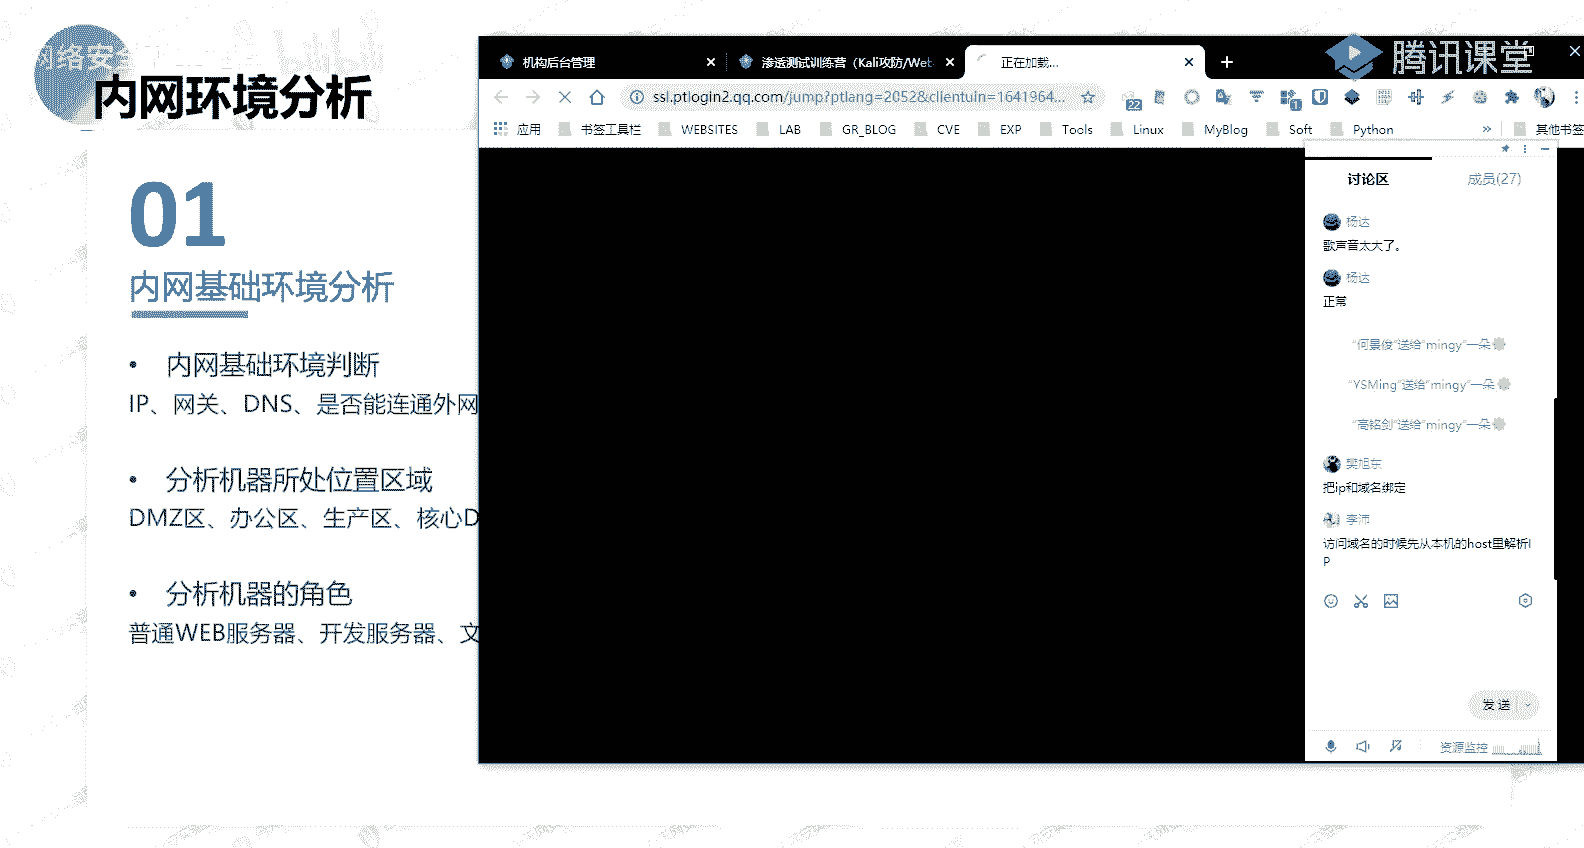 网络安全
内网环境分析
01
内网基础环境分析
• 内网基础环境判断
IP、网关、DNS、是否能连通外网
• 分析机器所处位置区域
DMZ区、办公区、生产区、核心D
• 分析机器的角色
普通WEB服务器、开发服务器、文
机构后台管理
渗透测试训练营（Kali攻防/Web
正在加载...
腾讯课堂
ssl.ptlogin2.qq.com/jump?ptlang=2052&clientuin=1641964...
22
1
应用
书签工具栏
WEBSITES
LAB
GR_BLOG
CVE
EXP
Tools
Linux
MyBlog
Soft
Python
»
其他书签
讨论区
成员(27)
杨达
歌声音太大了。
杨达
正常
“何景俊”送给“mingy”一朵
“YSMing”送给“mingy”一朵
“高铭剑”送给“mingy”一朵
樊旭东
把ip和域名绑定
李沛
访问域名的时候先从本机的host里解析I
P
发送
资源监控